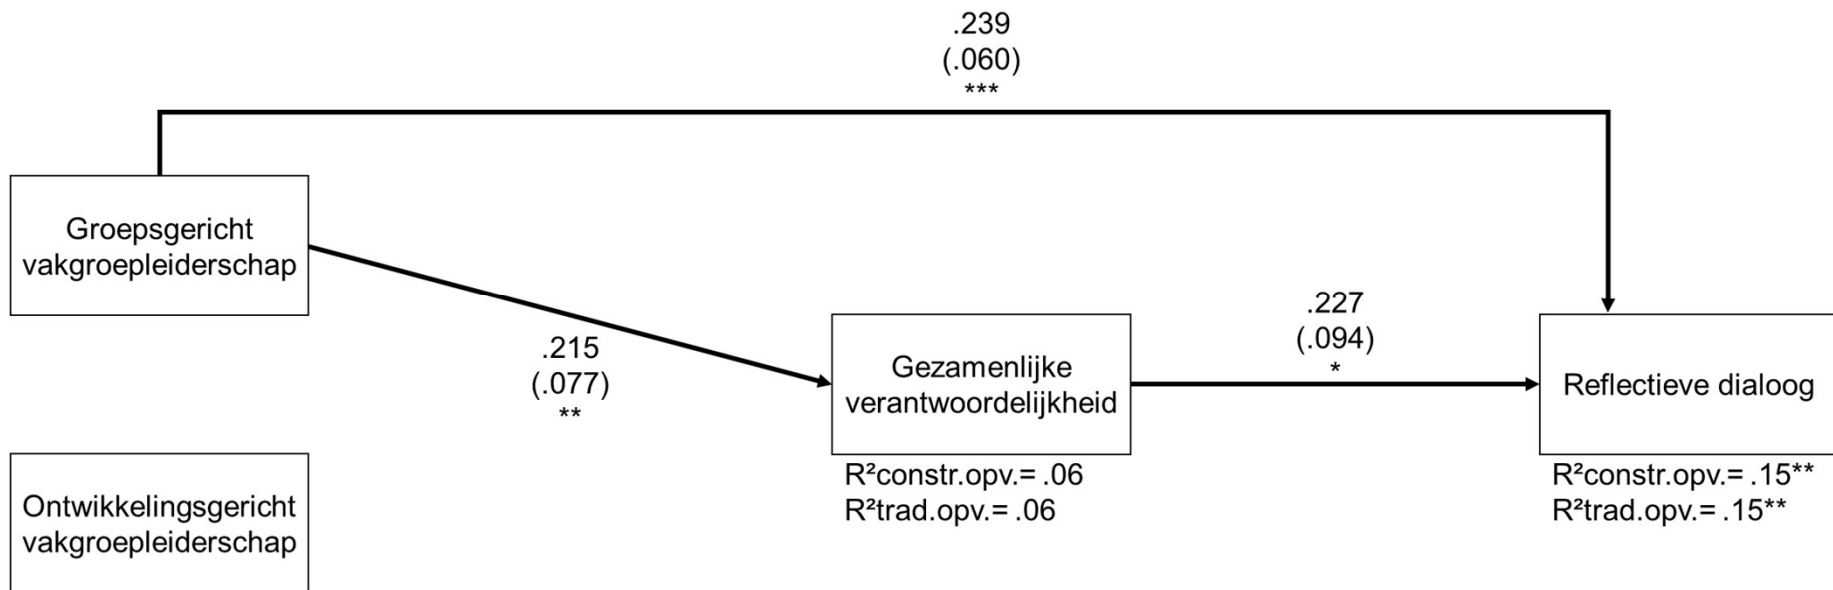 .239
(.060)
***
Groepsgericht
vakgroepleiderschap
.215
(.077)
**
Gezamenlijke
verantwoordelijkheid
R²constr.opv.= .06
R²trad.opv.= .06
.227
(.094)
*
Reflectieve dialoog
R²constr.opv.= .15**
R²trad.opv.= .15**
Ontwikkelingsgericht
vakgroepleiderschap